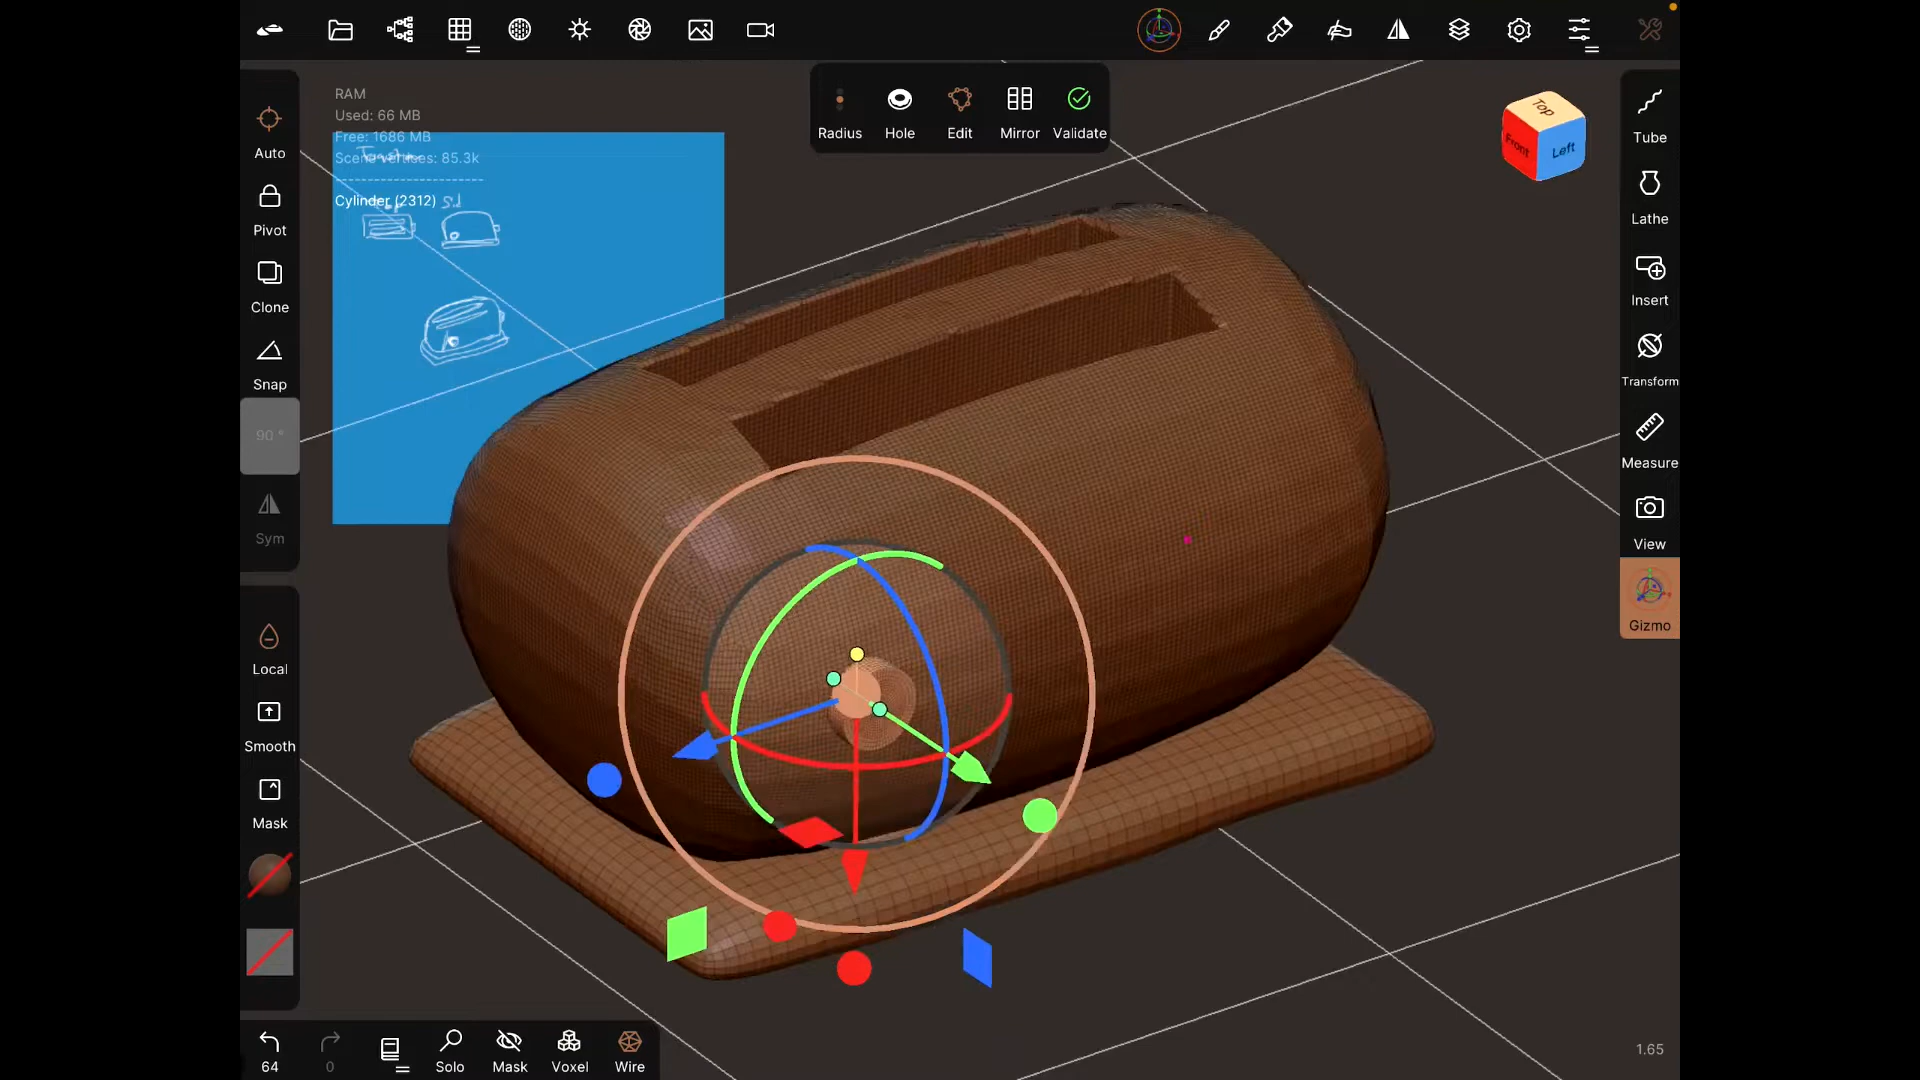 RAM
Used: 66 MB
Free: 1686 MB
Scene vertices: 85.3k
Cylinder (2312)
Radius
Hole
Edit
Mirror
Validate
Top
Front
Left
Auto
Pivot
Clone
Snap
90 °
Sym
Local
Smooth
Mask
Tube
Lathe
Insert
Transform
Measure
View
Gizmo
64
0
Solo
Mask
Voxel
Wire
1.65